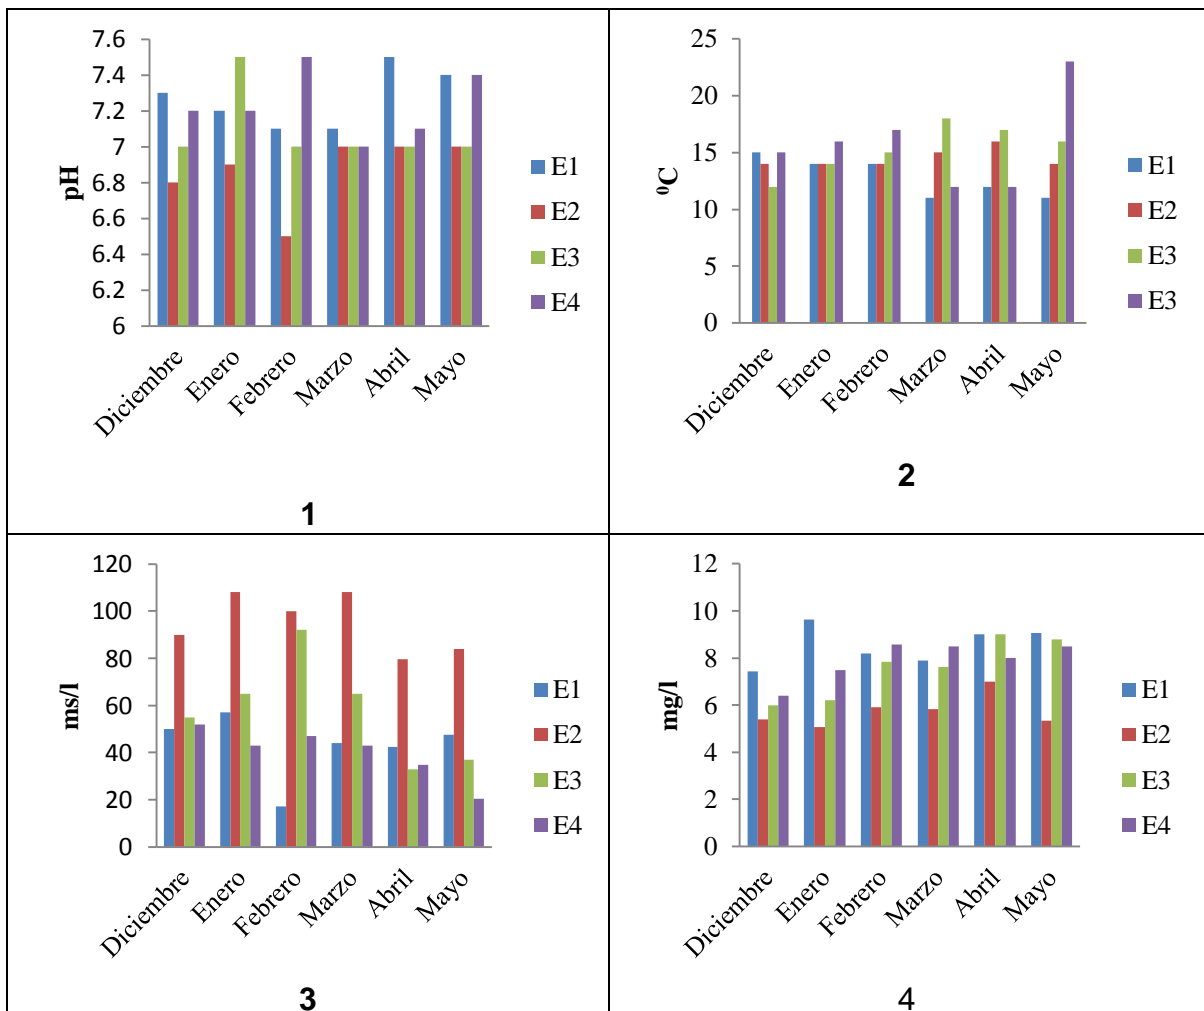 7.6
7.4
7.2
7
6.8
6.6
6.4
6.2
6
pH
Diciembre
Enero
Febrero
Marzo
Abril
Mayo
E1
E2
E3
E4
1
25
20
15
10
5
0
⁰C
Diciembre
Enero
Febrero
Marzo
Abril
Mayo
E1
E2
E3
E3
2
120
100
80
60
40
20
0
ms/l
Diciembre
Enero
Febrero
Marzo
Abril
Mayo
E1
E2
E3
E4
3
12
10
8
6
4
2
0
mg/l
Diciembre
Enero
Febrero
Marzo
Abril
Mayo
E1
E2
E3
E4
4